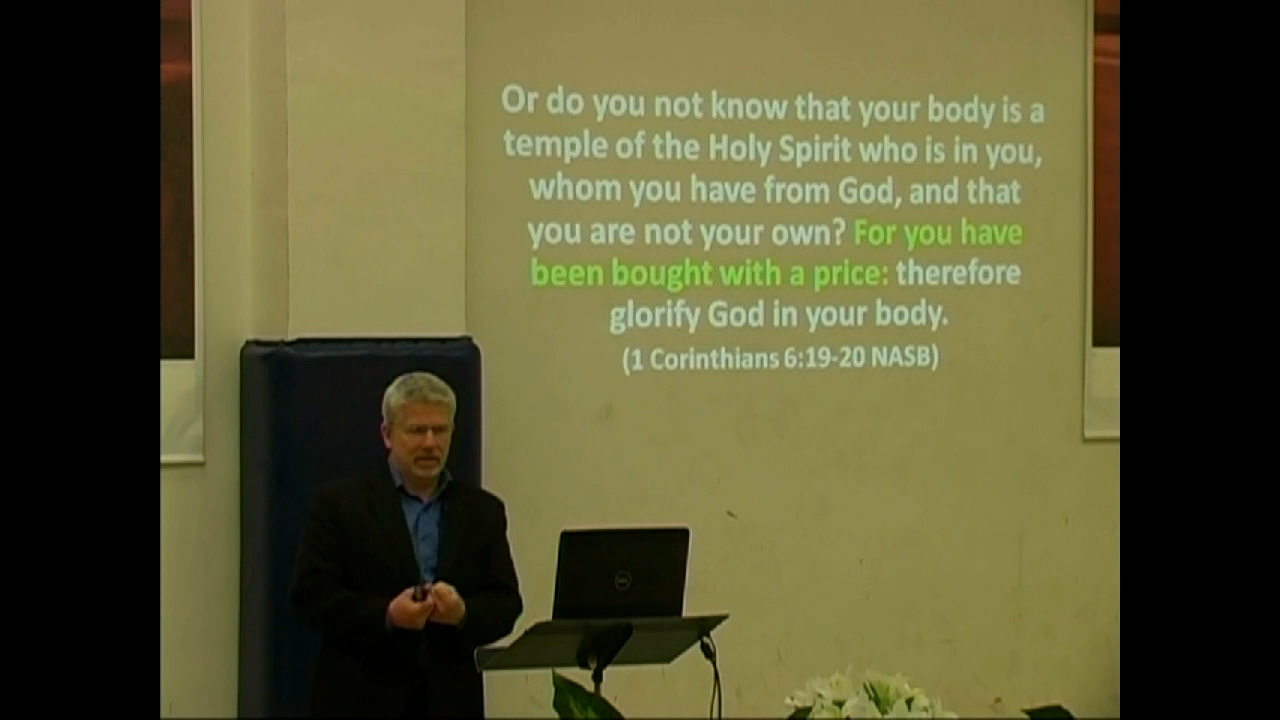 Or do you not know that your body is a
temple of the Holy Spirit who is in you,
whom you have from God, and that
you are not your own? For you have
been bought with a price: therefore
glorify God in your body.
(1 Corinthians 6:19-20 NASB)
DELL